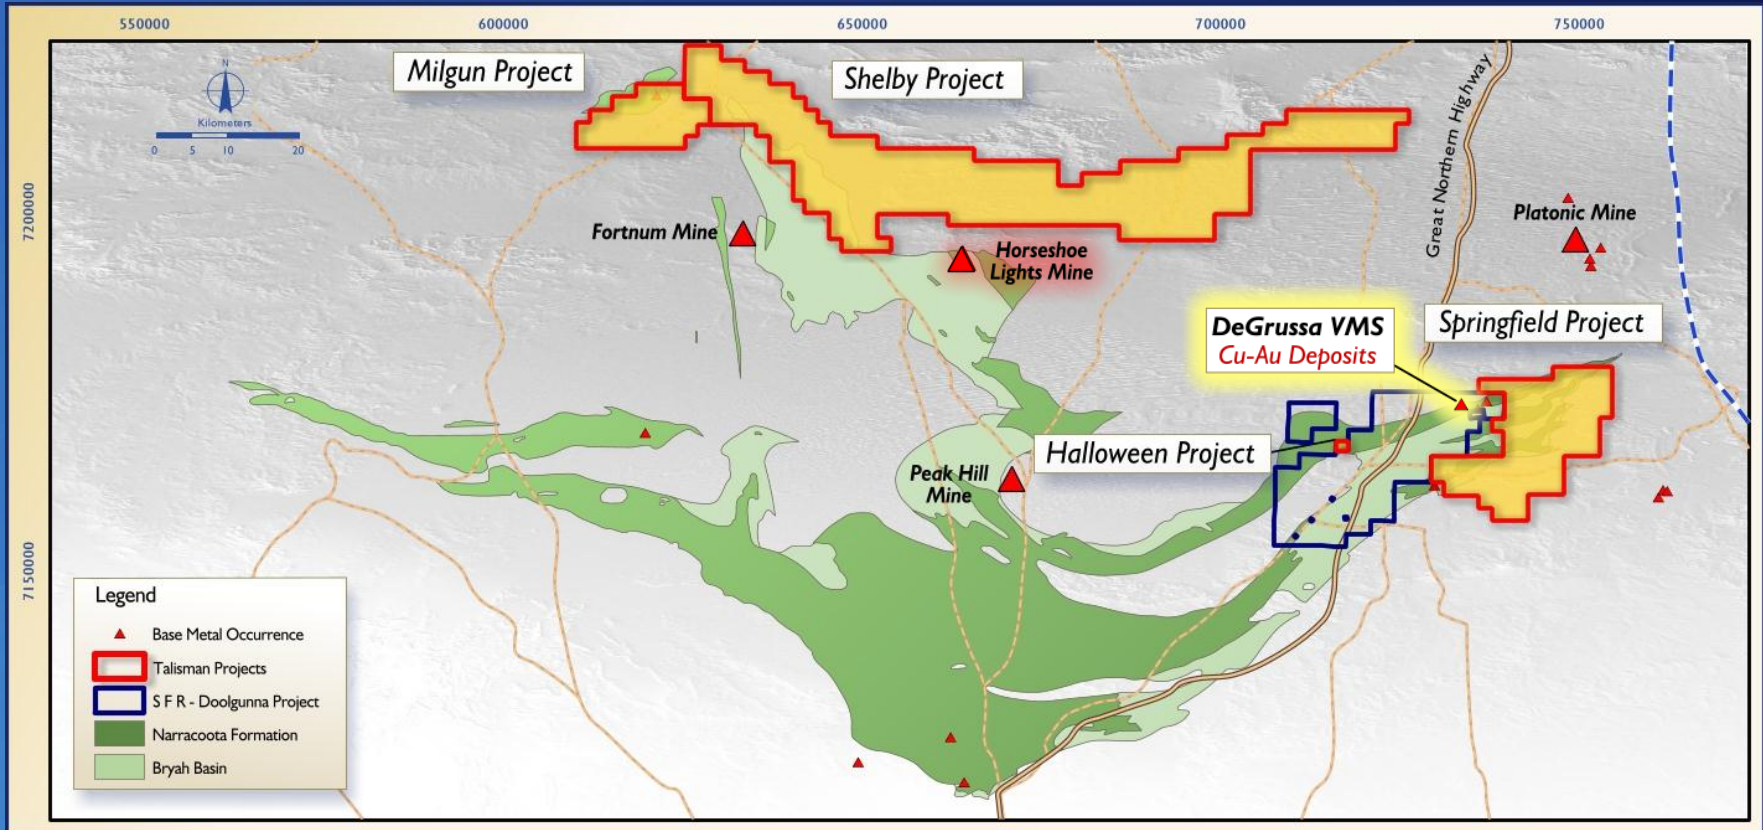 550000
600000
650000
700000
750000
7200000
7150000
N
Kilometers
0 5 10 20
Milgun Project
Shelby Project
Great Northern Highway
Fortnum Mine
Horseshoe
Lights Mine
Platonic Mine
DeGrussa VMS
Cu-Au Deposits
Springfield Project
Halloween Project
Peak Hill
Mine
Legend
Base Metal Occurrence
Talisman Projects
S F R - Doolgunna Project
Narracoota Formation
Bryah Basin